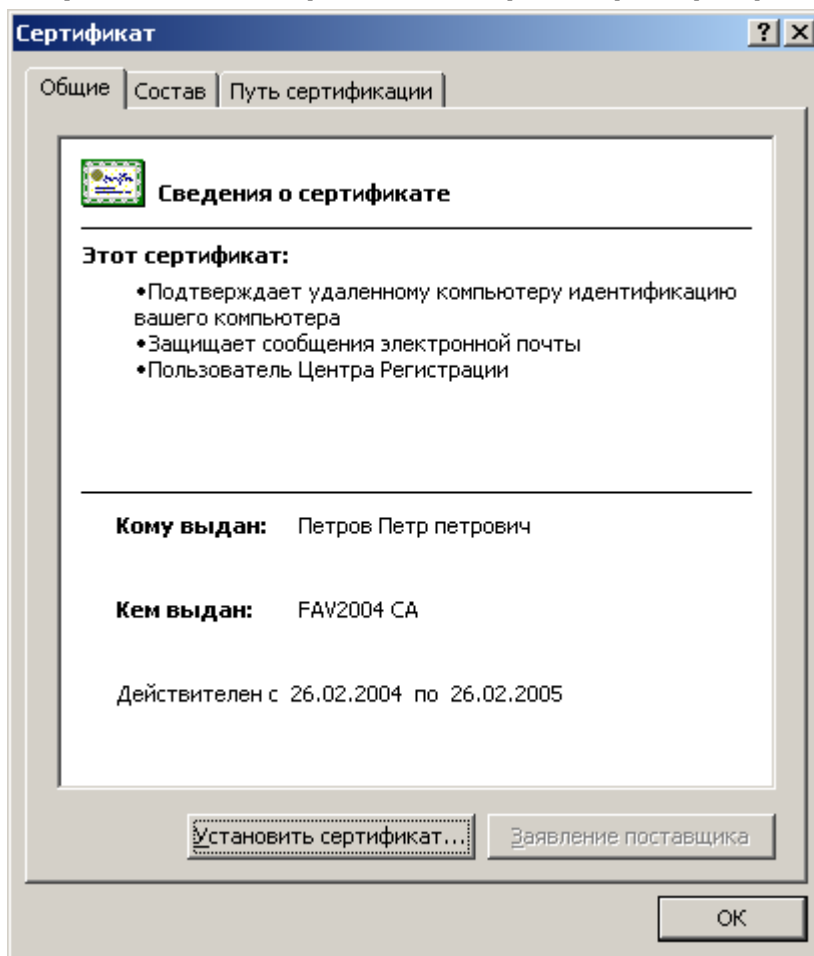 Сертификат
Общие Состав Путь сертификации
Сведения о сертификате
Этот сертификат:
•Подтверждает удаленному компьютеру идентификацию
вашего компьютера
•Защищает сообщения электронной почты
•Пользователь Центра Регистрации
Кому выдан: Петров Петр петрович
Кем выдан: FAV2004 CA
Действителен с 26.02.2004 по 26.02.2005
Установить сертификат... Заявление поставщика
ОК